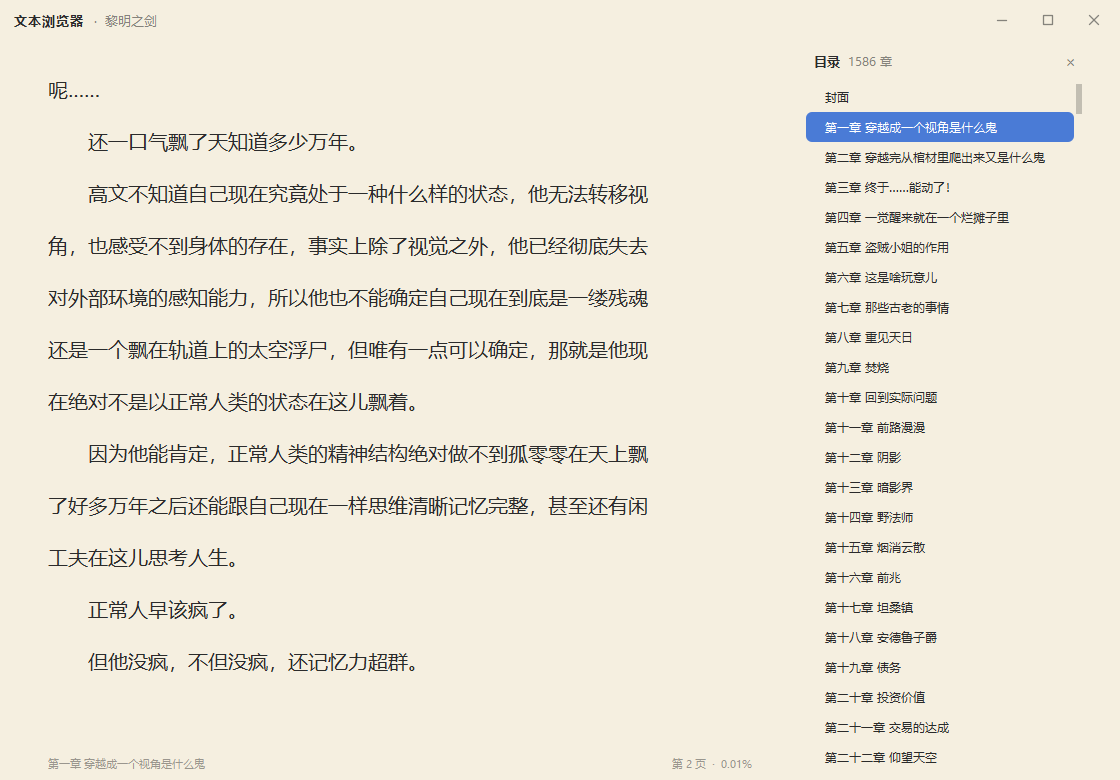 文本浏览器 · 黎明之剑
呢……
还一口气飘了天知道多少万年。
高文不知道自己现在究竟处于一种什么样的状态，他无法转移视
角，也感受不到身体的存在，事实上除了视觉之外，他已经彻底失去
对外部环境的感知能力，所以他也不能确定自己现在到底是一缕残魂
还是一个飘在轨道上的太空浮尸，但唯有一点可以确定，那就是他现
在绝对不是以正常人类的状态在这儿飘着。
因为他能肯定，正常人类的精神结构绝对做不到孤零零在天上飘
了好多万年之后还能跟自己现在一样思维清晰记忆完整，甚至还有闲
工夫在这儿思考人生。
正常人早该疯了。
但他没疯，不但没疯，还记忆力超群。
第一章 穿越成一个视角是什么鬼
第 2 页 · 0.01%
目录 1586 章
封面
第一章 穿越成一个视角是什么鬼
第二章 穿越完从棺材里爬出来又是什么鬼
第三章 终于……能动了！
第四章 一觉醒来就在一个烂摊子里
第五章 盗贼小姐的作用
第六章 这是啥玩意儿
第七章 那些古老的事情
第八章 重见天日
第九章 焚烧
第十章 回到实际问题
第十一章 前路漫漫
第十二章 阴影
第十三章 暗影界
第十四章 野法师
第十五章 烟消云散
第十六章 前兆
第十七章 坦桑镇
第十八章 安德鲁子爵
第十九章 债务
第二十章 投资价值
第二十一章 交易的达成
第二十二章 仰望天空